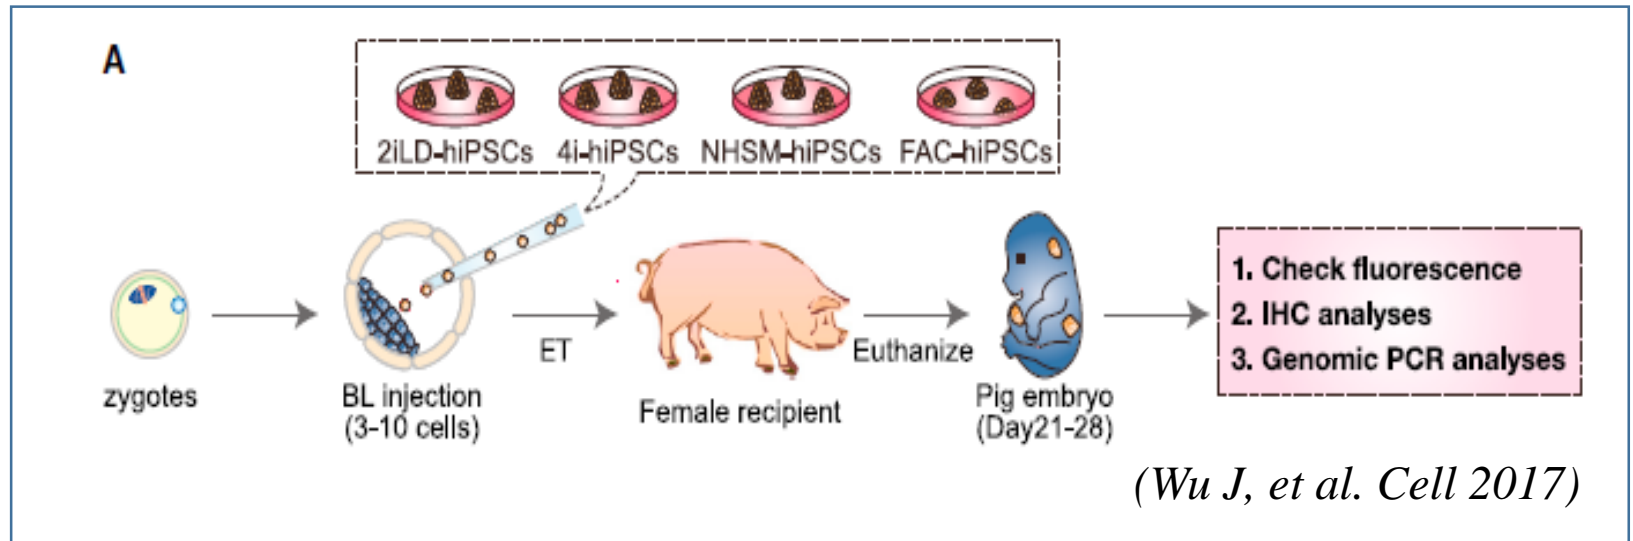 A
2iLD-hiPSCs 4i-hiPSCs NHSM-hiPSCs FAC-hiPSCs
zygotes
BL injection
(3-10 cells)
ET
Female recipient
Euthanize
Pig embryo
(Day21-28)
1. Check fluorescence
2. IHC analyses
3. Genomic PCR analyses
(Wu J, et al. Cell 2017)